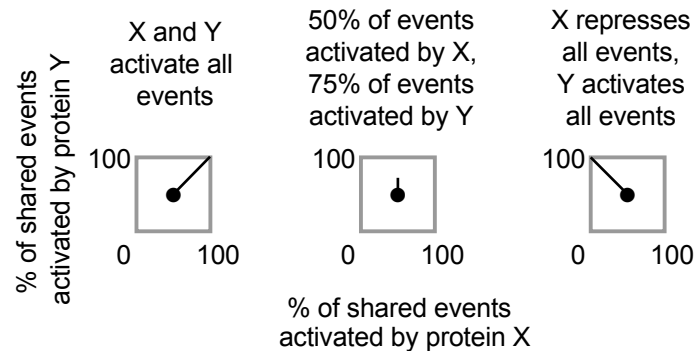 % of shared events
activated by protein Y
X and Y
activate all
events
50% of events
activated by X,
75% of events
activated by Y
X represses
all events,
Y activates
all events
100
0
100
100
0
100
100
0
100
% of shared events
activated by protein X